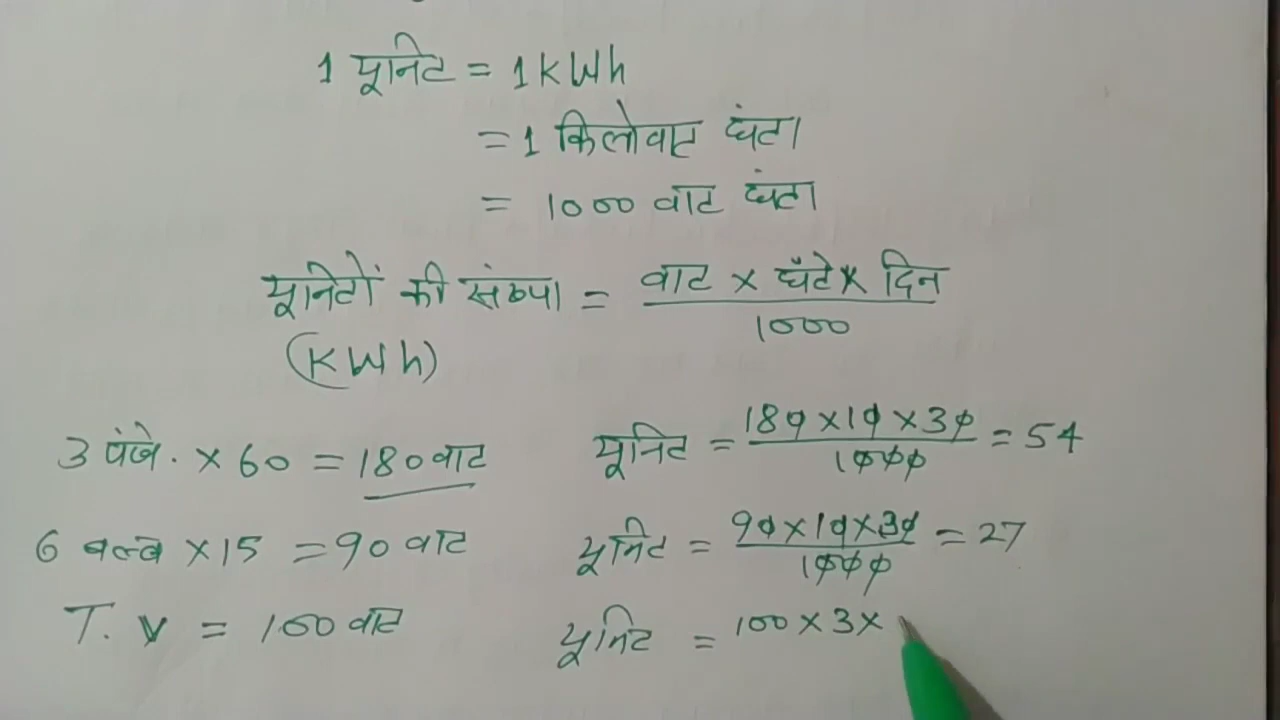 1 यूनिट = 1 KWh
= 1 किलोवाट घंटा
= 1000 वाट घंटा
यूनिटों की संख्या = वाट x घँटे x दिन / 1000
(KWh)
3 पंखे. x 60 = 180 वाट
यूनिट = 180 x 10 x 30 / 1000 = 54
6 बल्ब x 15 = 90 वाट
यूनिट = 90 x 10 x 30 / 1000 = 27
T. V = 100 वाट
यूनिट = 100 x 3 x